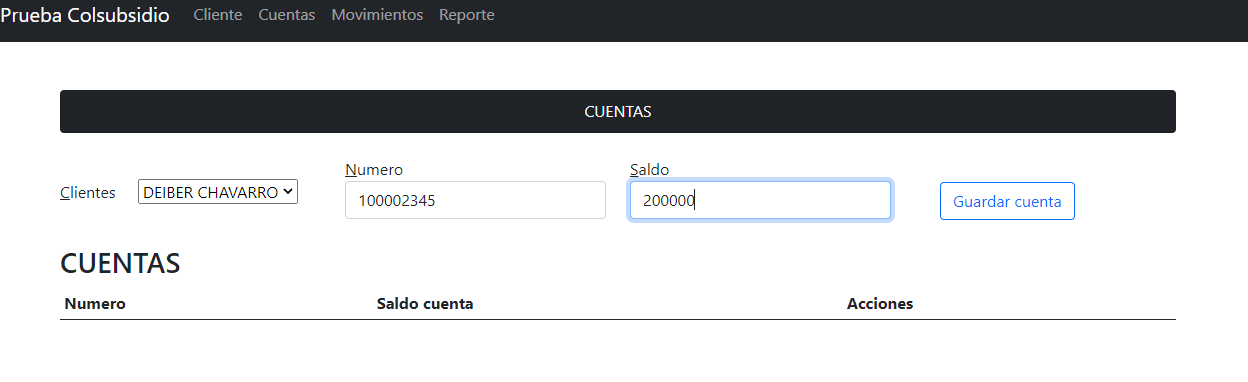 Prueba Colsubsidio Cliente Cuentas Movimientos Reporte
CUENTAS
Numero Saldo
Clientes DEIBER CHAVARRO 100002345 200000 Guardar cuenta
CUENTAS
Numero Saldo cuenta Acciones